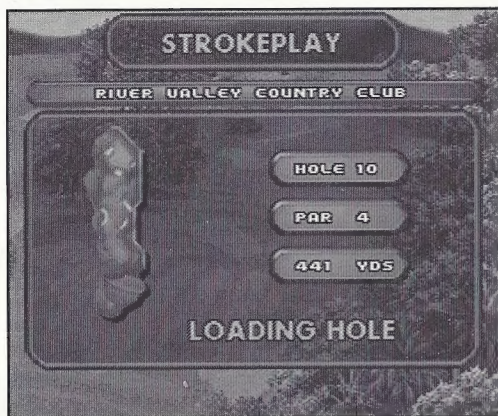 STROKEPLAY
RIVER VALLEY COUNTRY CLUB
HOLE 10
PAR 4
441 YDS
LOADING HOLE